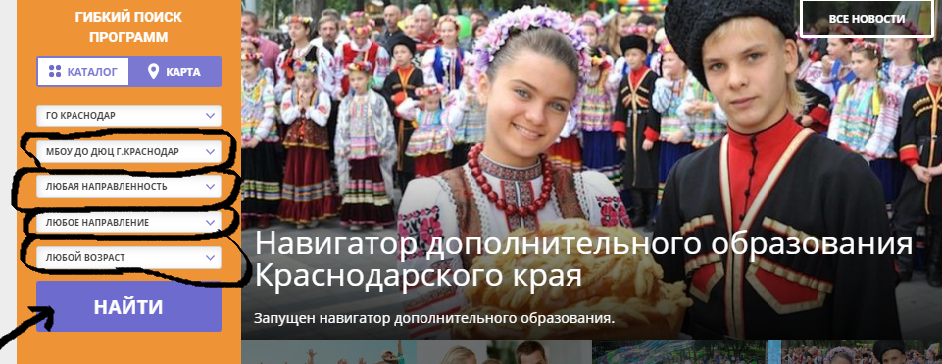 ГИБКИЙ ПОИСК
ПРОГРАММ
КАТАЛОГ
КАРТА
ГО КРАСНОДАР
МБОУ ДО ДЮЦ Г.КРАСНОДАР
ЛЮБАЯ НАПРАВЛЕННОСТЬ
ЛЮБОЕ НАПРАВЛЕНИЕ
ЛЮБОЙ ВОЗРАСТ
НАЙТИ
ВСЕ НОВОСТИ
Навигатор дополнительного образования
Краснодарского края
Запущен навигатор дополнительного образования.